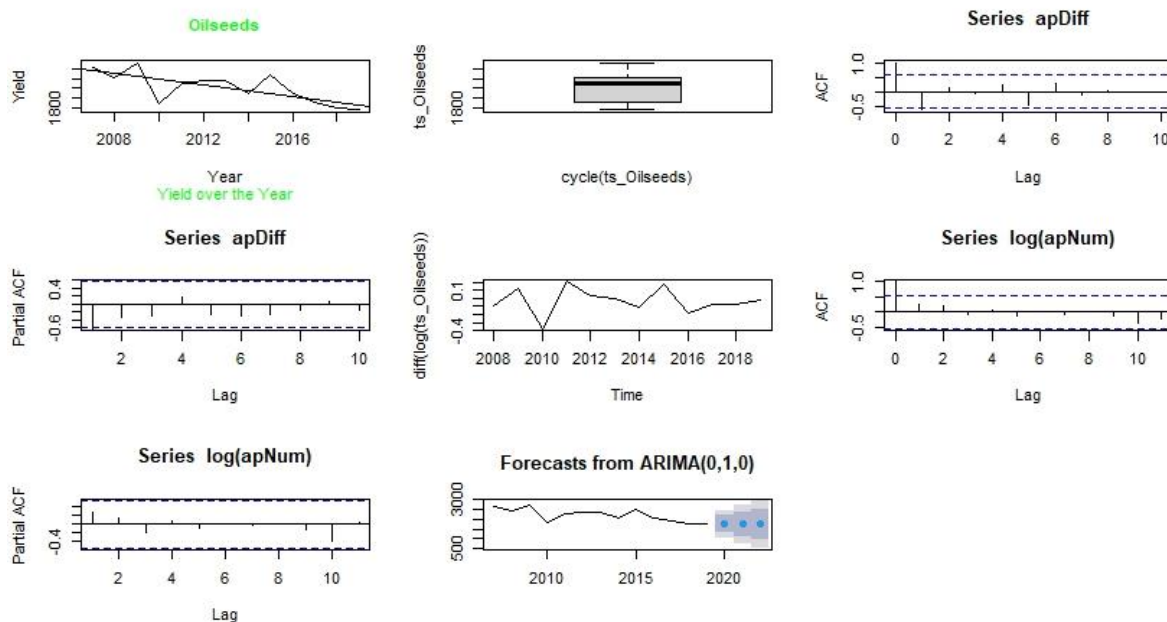 Oilseeds
Yield
1800
2008 2012 2016
Year
Yield over the Year
ts_Oilseeds
1800
cycle(ts_Oilseeds)
Series apDiff
ACF
-0.5 1.0
0 2 4 6 8 10
Lag
Series apDiff
Partial ACF
-0.6 0.4
2 4 6 8 10
Lag
diff(log(ts_Oilseeds))
-0.4 0.1
2008 2010 2012 2014 2016 2018
Time
Series log(apNum)
ACF
-0.5 1.0
0 2 4 6 8 10
Lag
Series log(apNum)
Partial ACF
-0.4
2 4 6 8 10
Lag
Forecasts from ARIMA(0,1,0)
500 3000
2010 2015 2020